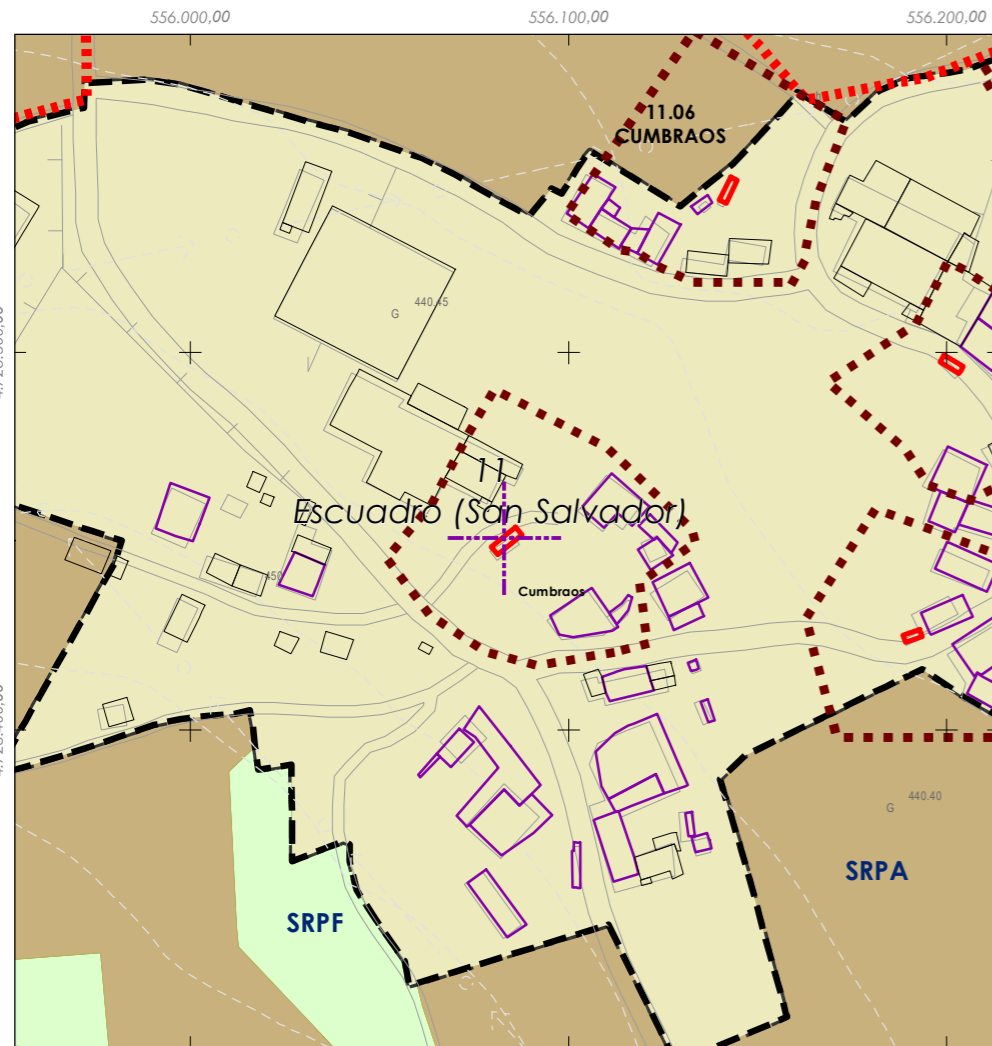 556.000,00
556.100,00
556.200,00
11.06
CUMBRAOS
440.45
G
11
Escuadro (San Salvador)
450
Cumbraos
440.40
G
SRPA
SRPF